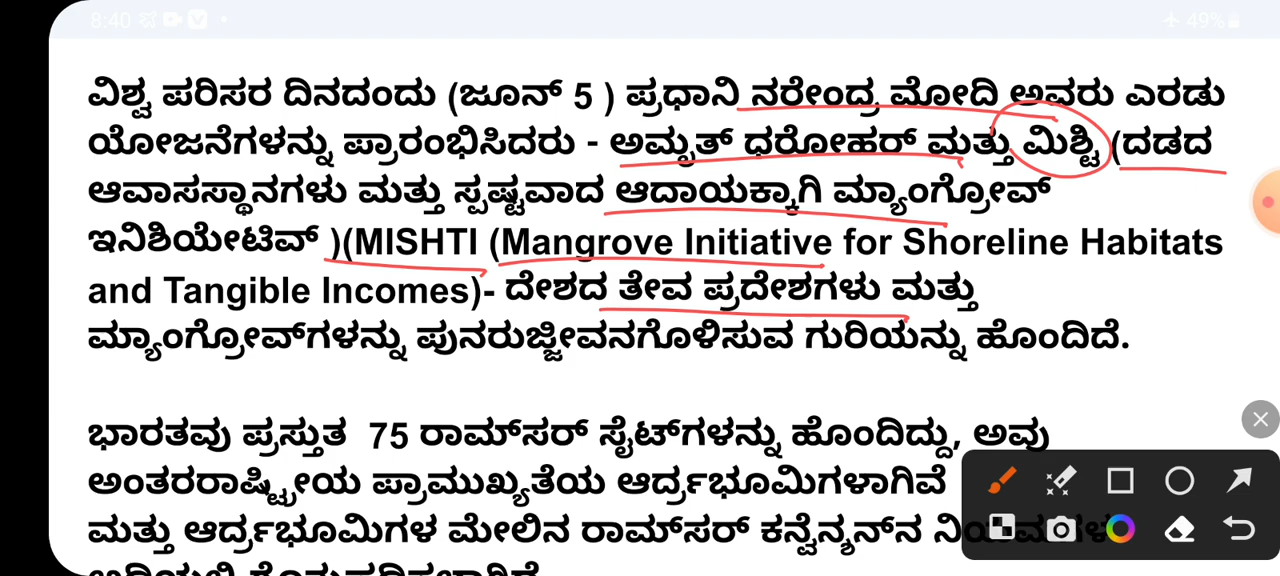 8:40
49%
ವಿಶ್ವ ಪರಿಸರ ದಿನದಂದು (ಜೂನ್ 5 ) ಪ್ರಧಾನಿ ನರೇಂದ್ರ ಮೋದಿ ಅವರು ಎರಡು
ಯೋಜನೆಗಳನ್ನು ಪ್ರಾರಂಭಿಸಿದರು - ಅಮೃತ್ ಧರೋಹರ್ ಮತ್ತು ಮಿಶ್ಟಿ (ದಡದ
ಆವಾಸಸ್ಥಾನಗಳು ಮತ್ತು ಸ್ಪಷ್ಟವಾದ ಆದಾಯಕ್ಕಾಗಿ ಮ್ಯಾಂಗ್ರೋವ್
ಇನಿಶಿಯೇಟಿವ್ )(MISHTI (Mangrove Initiative for Shoreline Habitats
and Tangible Incomes)- ದೇಶದ ತೇವ ಪ್ರದೇಶಗಳು ಮತ್ತು
ಮ್ಯಾಂಗ್ರೋವ್‌ಗಳನ್ನು ಪುನರುಜ್ಜೀವನಗೊಳಿಸುವ ಗುರಿಯನ್ನು ಹೊಂದಿದೆ.
ಭಾರತವು ಪ್ರಸ್ತುತ 75 ರಾಮ್‌ಸರ್ ಸೈಟ್‌ಗಳನ್ನು ಹೊಂದಿದ್ದು, ಅವು
ಅಂತರರಾಷ್ಟ್ರೀಯ ಪ್ರಾಮುಖ್ಯತೆಯ ಆರ್ದ್ರಭೂಮಿಗಳಾಗಿವೆ
ಮತ್ತು ಆರ್ದ್ರಭೂಮಿಗಳ ಮೇಲಿನ ರಾಮ್‌ಸರ್ ಕನ್ವೆನ್ಶನ್‌ನ